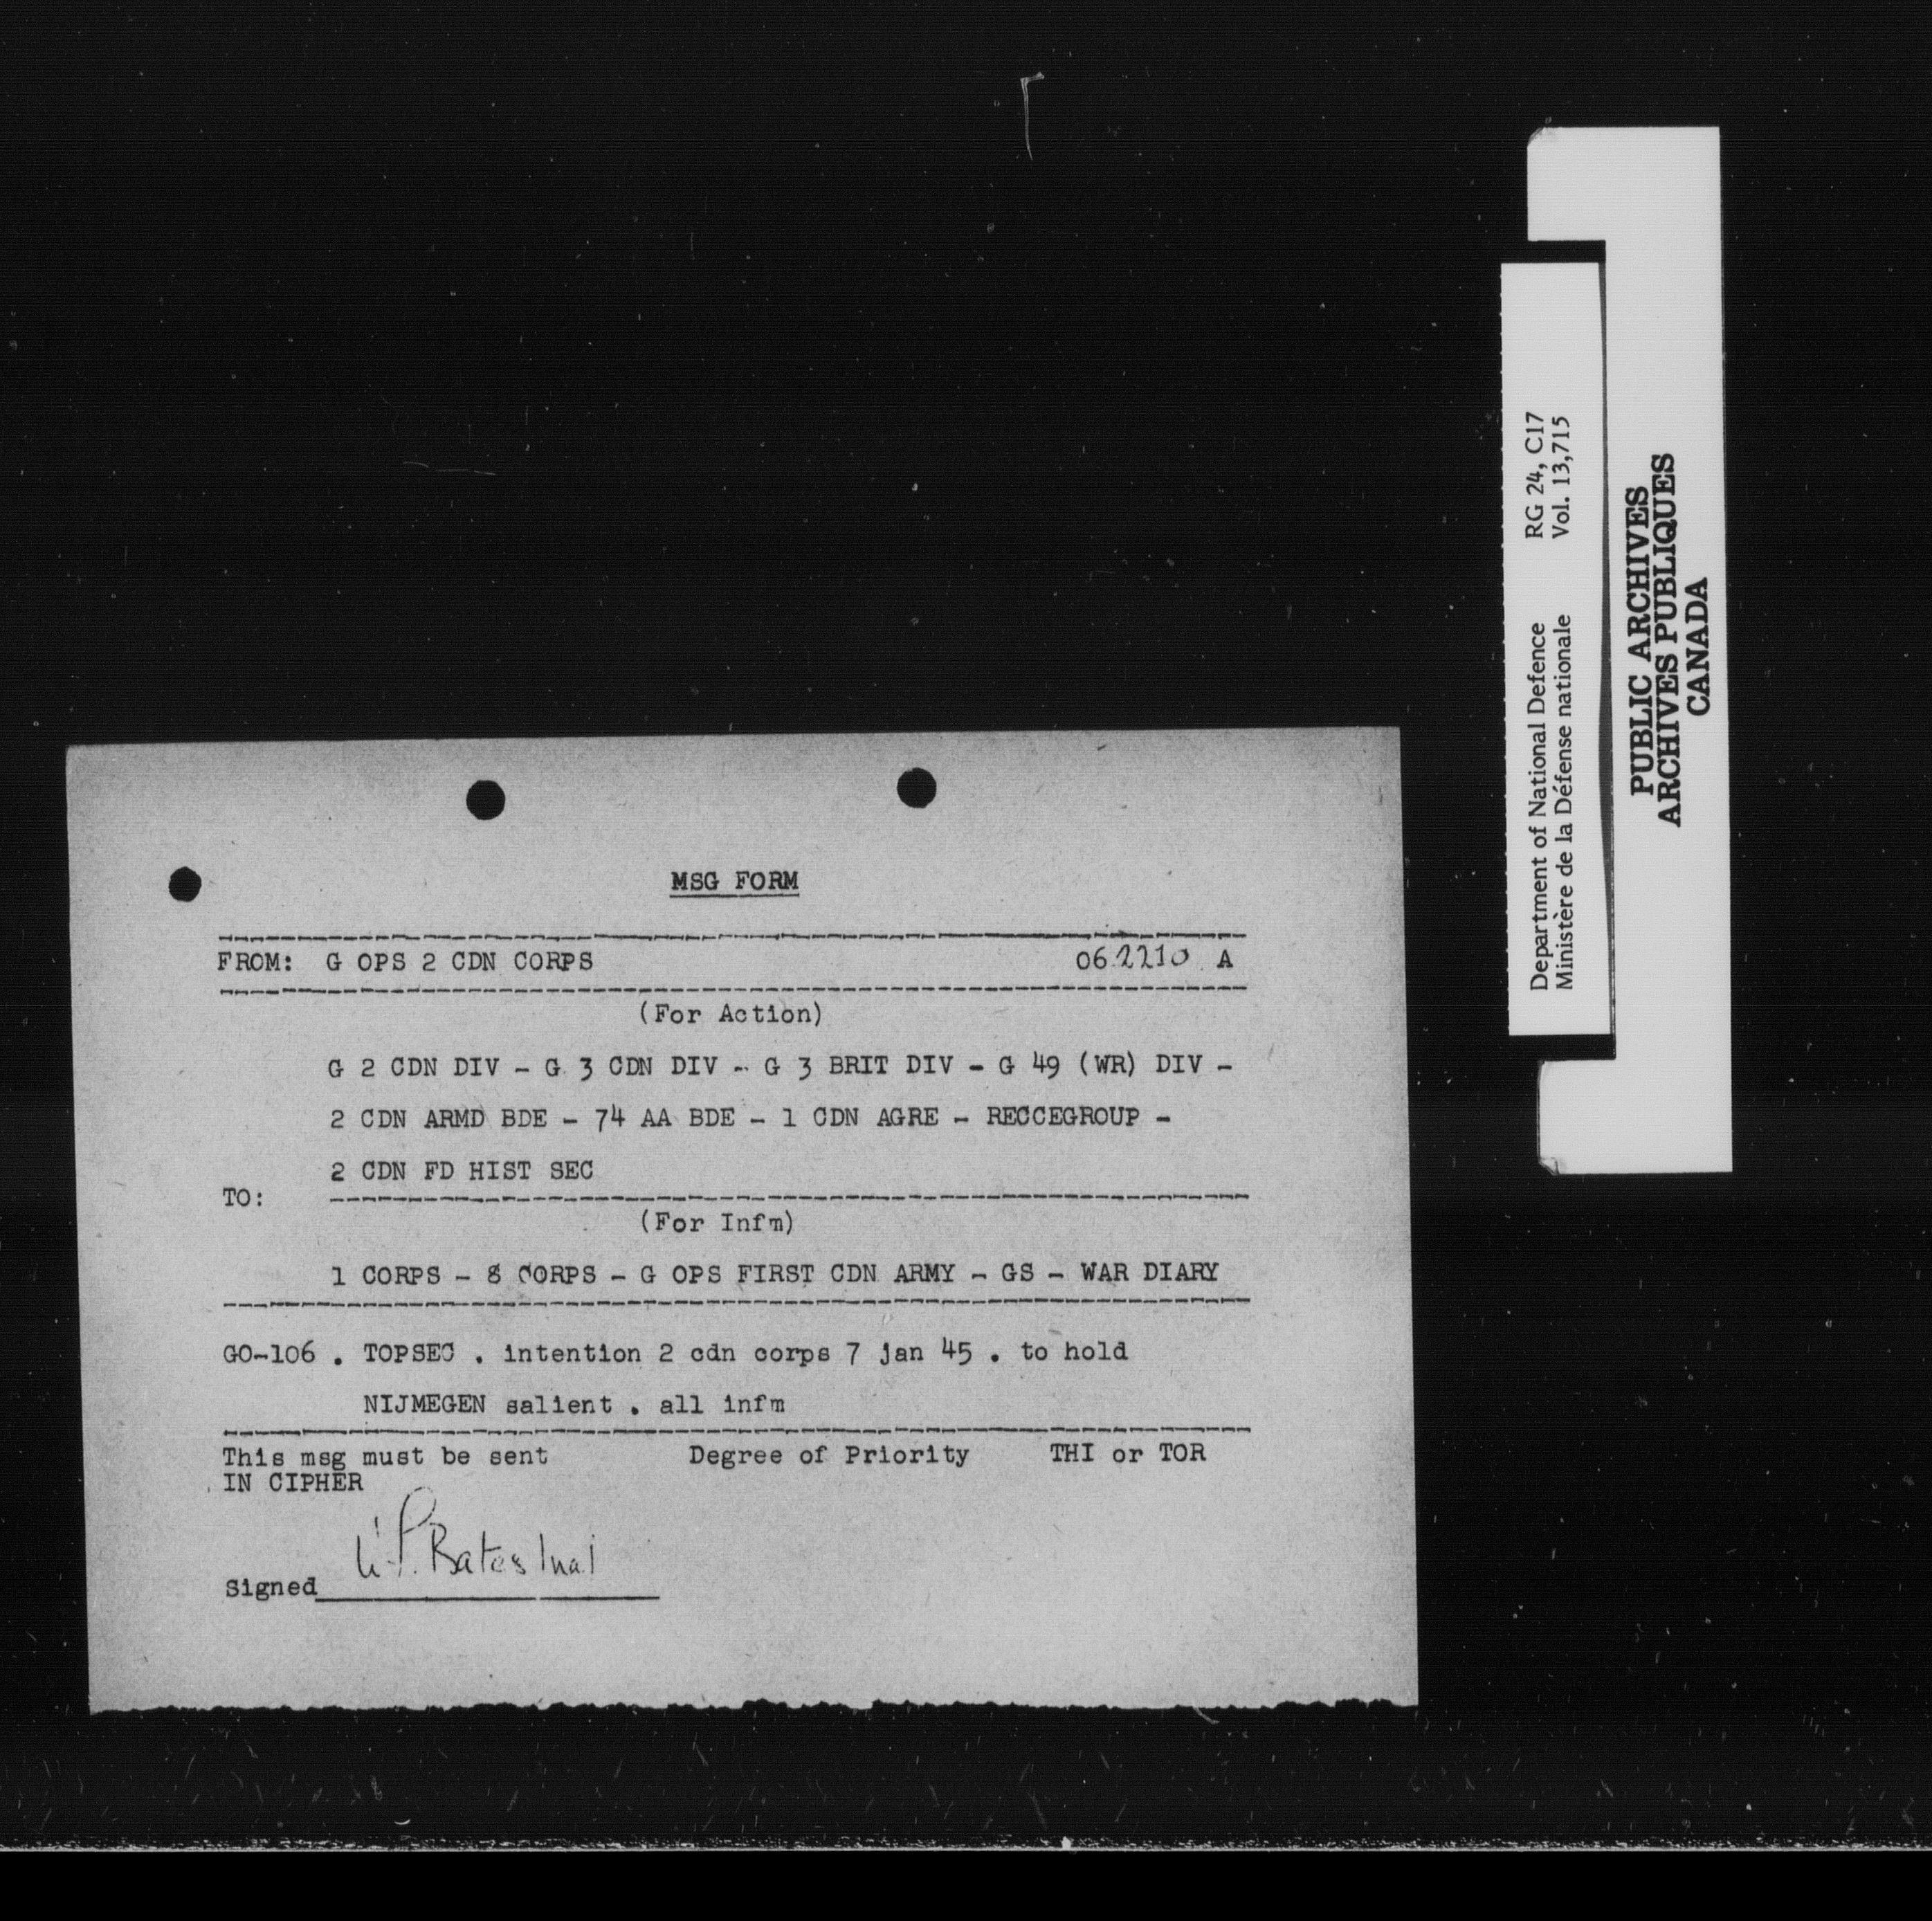 MSG FORM
FROM: G OPS 2 CDN CORPS 062210 A
(For Action)
G 2 CDN DIV - G 3 CDN DIV - G 3 BRIT DIV - G 49 (WR) DIV -
2 CDN ARMD BDE - 74 AA BDE - 1 CDN AGRE - RECCEGROUP -
2 CDN FD HIST SEC
TO:
(For Infm)
1 CORPS - 8 CORPS - G OPS FIRST CDN ARMY - GS - WAR DIARY
GO-106 . TOPSEC . intention 2 cdn corps 7 jan 45 . to hold
NIJMEGEN salient . all infm
This msg must be sent Degree of Priority THI or TOR
IN CIPHER
Signed Bates
Department of National Defence RG 24, C17
Ministère de la Défense nationale Vol. 13,715
PUBLIC ARCHIVES
ARCHIVES PUBLIQUES
CANADA